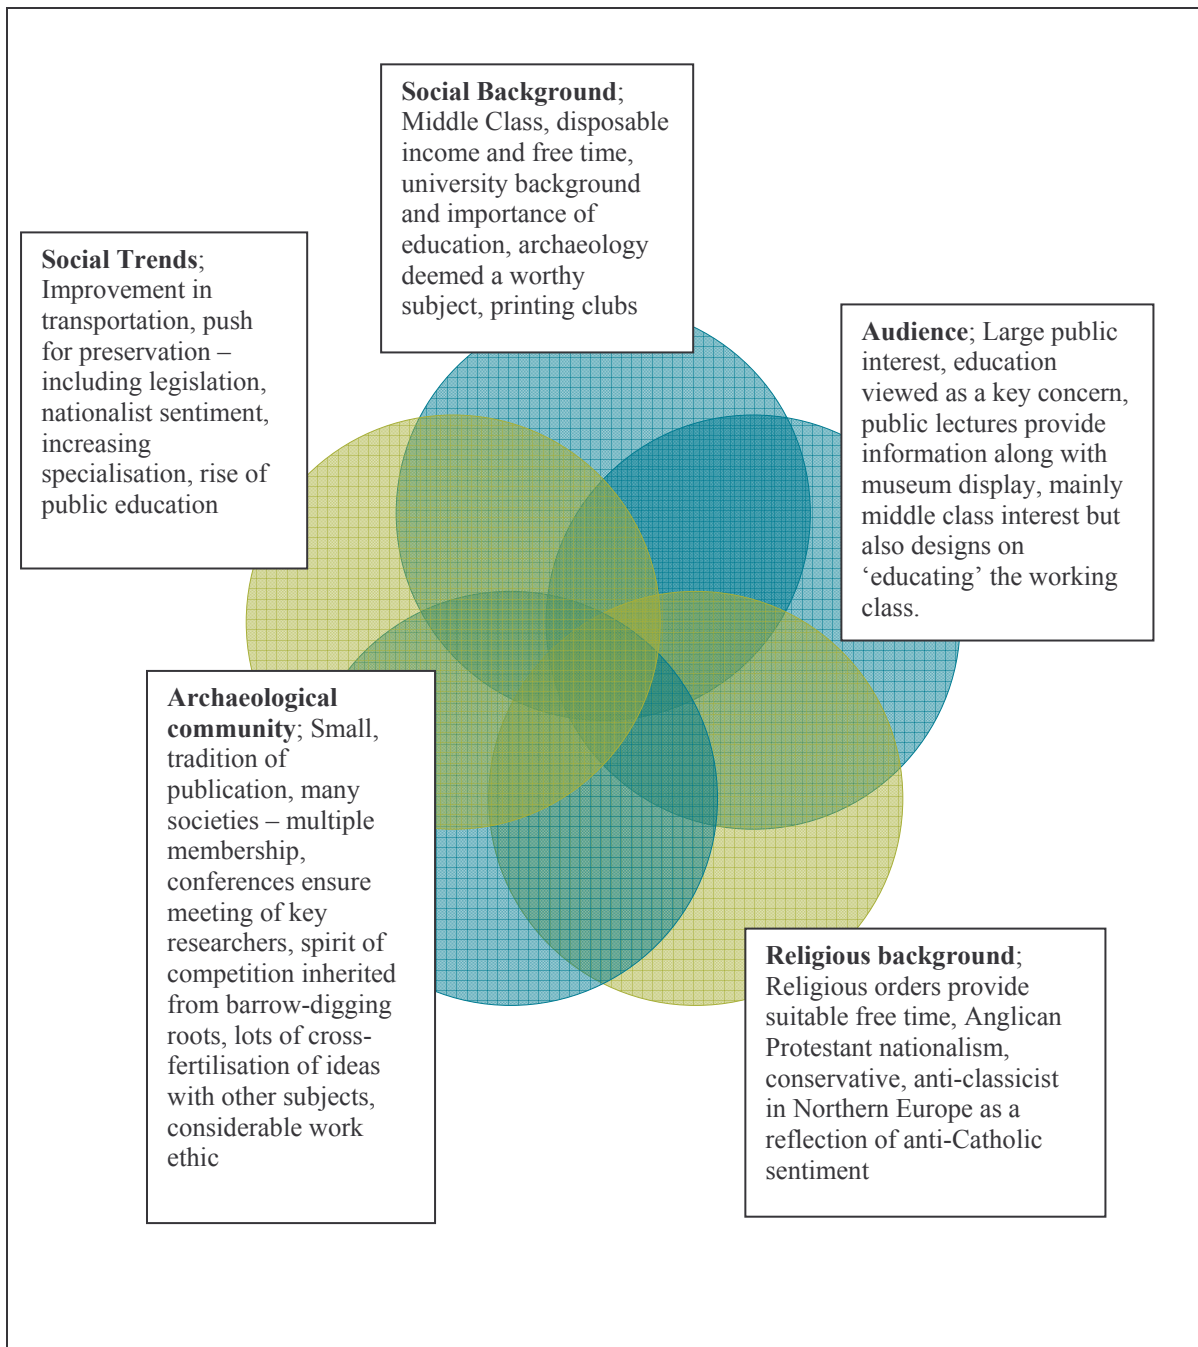 Social Background;
Middle Class, disposable
income and free time,
university background
and importance of
education, archaeology
deemed a worthy
subject, printing clubs
Social Trends;
Improvement in
transportation, push
for preservation –
including legislation,
nationalist sentiment,
increasing
specialisation, rise of
public education
Audience; Large public
interest, education
viewed as a key concern,
public lectures provide
information along with
museum display, mainly
middle class interest but
also designs on
‘educating’ the working
class.
Archaeological
community; Small,
tradition of
publication, many
societies – multiple
membership,
conferences ensure
meeting of key
researchers, spirit of
competition inherited
from barrow-digging
roots, lots of cross-
fertilisation of ideas
with other subjects,
considerable work
ethic
Religious background;
Religious orders provide
suitable free time, Anglican
Protestant nationalism,
conservative, anti-classicist
in Northern Europe as a
reflection of anti-Catholic
sentiment